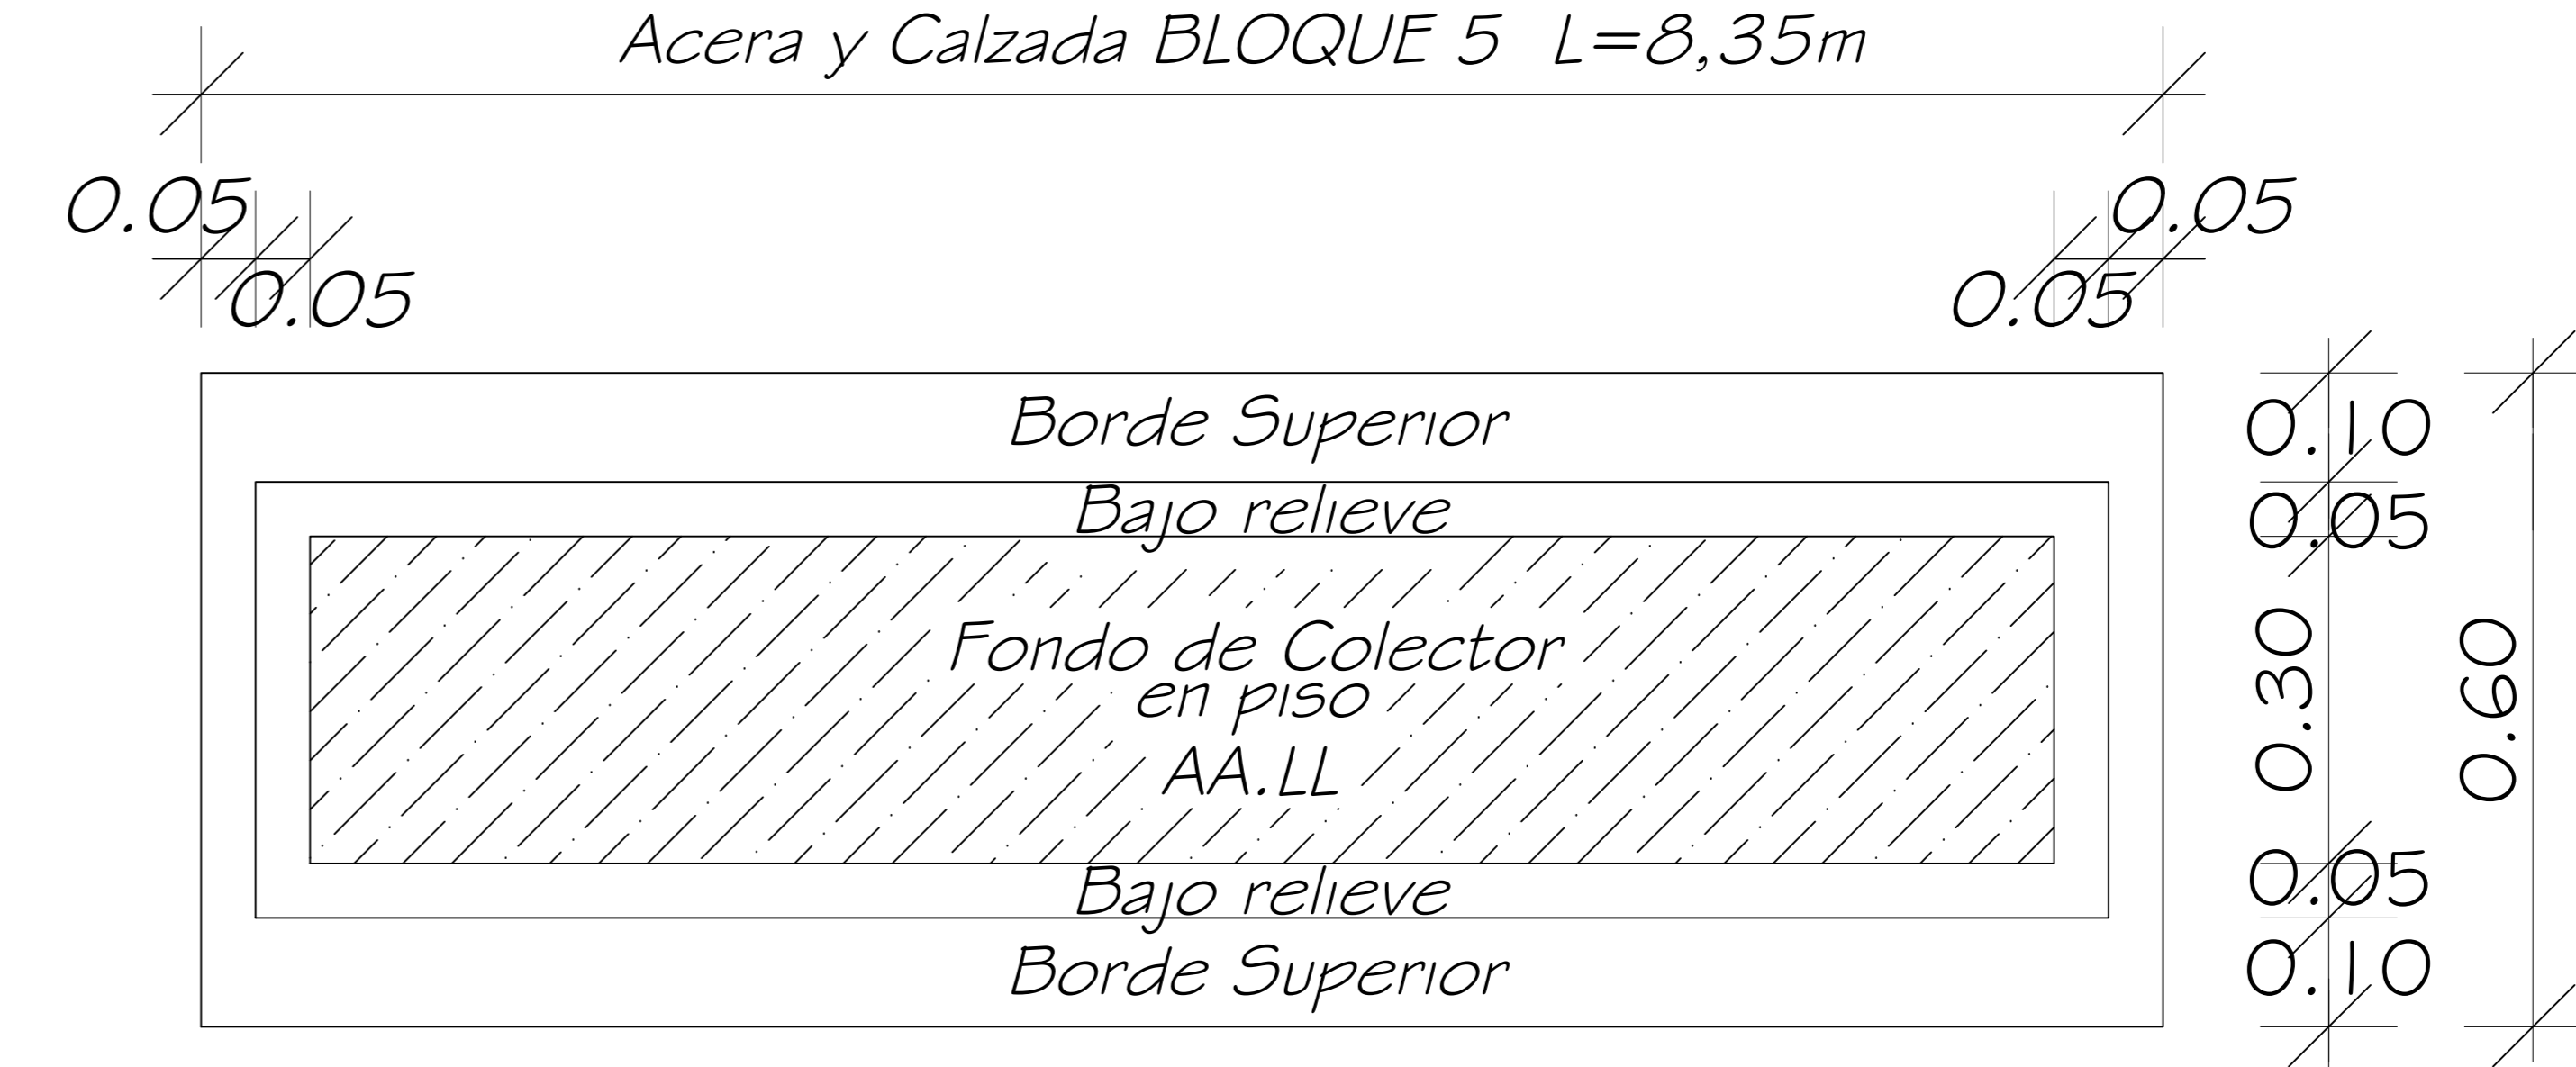 Acera y Calzada BLOQUE 5 L=8,35m
0.05
0.05
0.05
0.05
Borde Superior
0.10
Bajo relieve
0.05
Fondo de Colector
en piso
AA.LL
0.30
0.60
Bajo relieve
0.05
Borde Superior
0.10